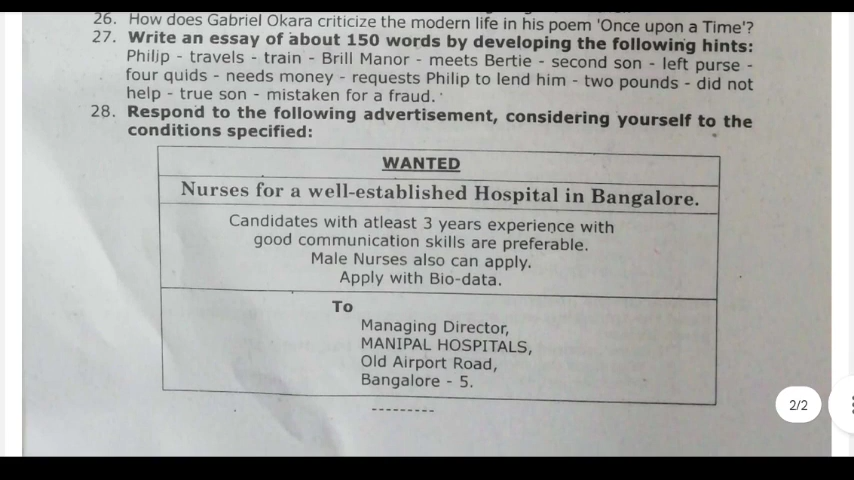 26. How does Gabriel Okara criticize the modern life in his poem 'Once upon a Time'?
27. Write an essay of about 150 words by developing the following hints:
Philip - travels - train - Brill Manor - meets Bertie - second son - left purse -
four quids - needs money - requests Philip to lend him - two pounds - did not
help - true son - mistaken for a fraud.
28. Respond to the following advertisement, considering yourself to the
conditions specified:
WANTED
Nurses for a well-established Hospital in Bangalore.
Candidates with atleast 3 years experience with
good communication skills are preferable.
Male Nurses also can apply.
Apply with Bio-data.
To
Managing Director,
MANIPAL HOSPITALS,
Old Airport Road,
Bangalore - 5.
---------
2/2